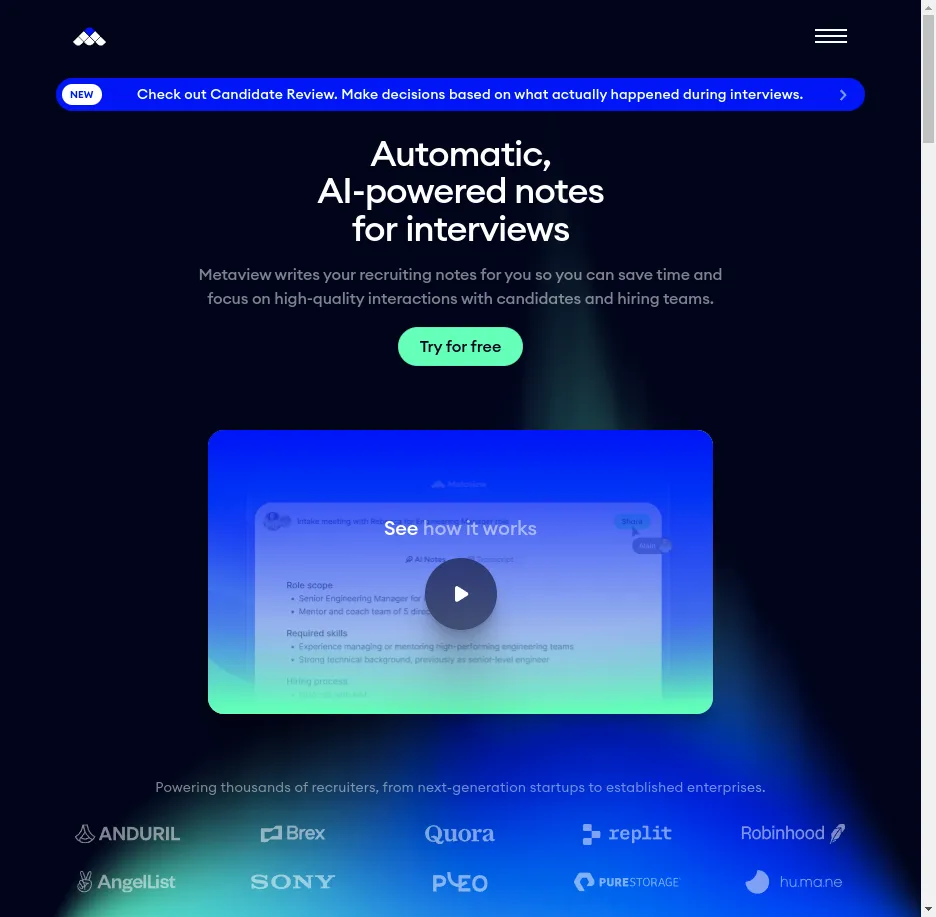 NEW
Check out Candidate Review. Make decisions based on what actually happened during interviews.
Automatic,
AI-powered notes
for interviews
Metaview writes your recruiting notes for you so you can save time and
focus on high-quality interactions with candidates and hiring teams.
Try for free
Metaview
Intake meeting with
Engineering Manager role
Share
See how it works
AI Notes
Transcript
Role scope
• Senior Engineering Manager for
• Mentor and coach team of 5
Required skills
• Experience managing or mentoring high-performing engineering teams
• Strong technical background, previously as senior-level engineer
Hiring process
Powering thousands of recruiters, from next-generation startups to established enterprises.
ANDURIL Brex Quora replit Robinhood
AngelList SONY PLEO PURESTORAGE hu.ma.ne